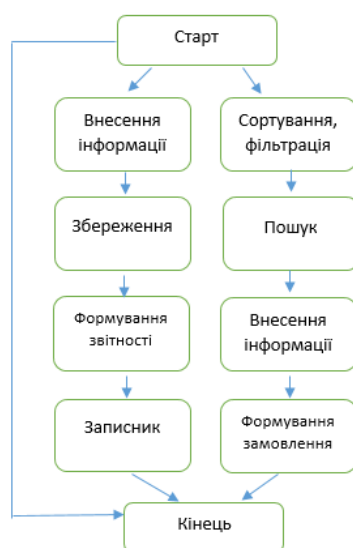 Старт
Внесення
інформації
Сортування,
фільтрація
Збереження
Пошук
Формування
звітності
Внесення
інформації
Записник
Формування
замовлення
Кінець